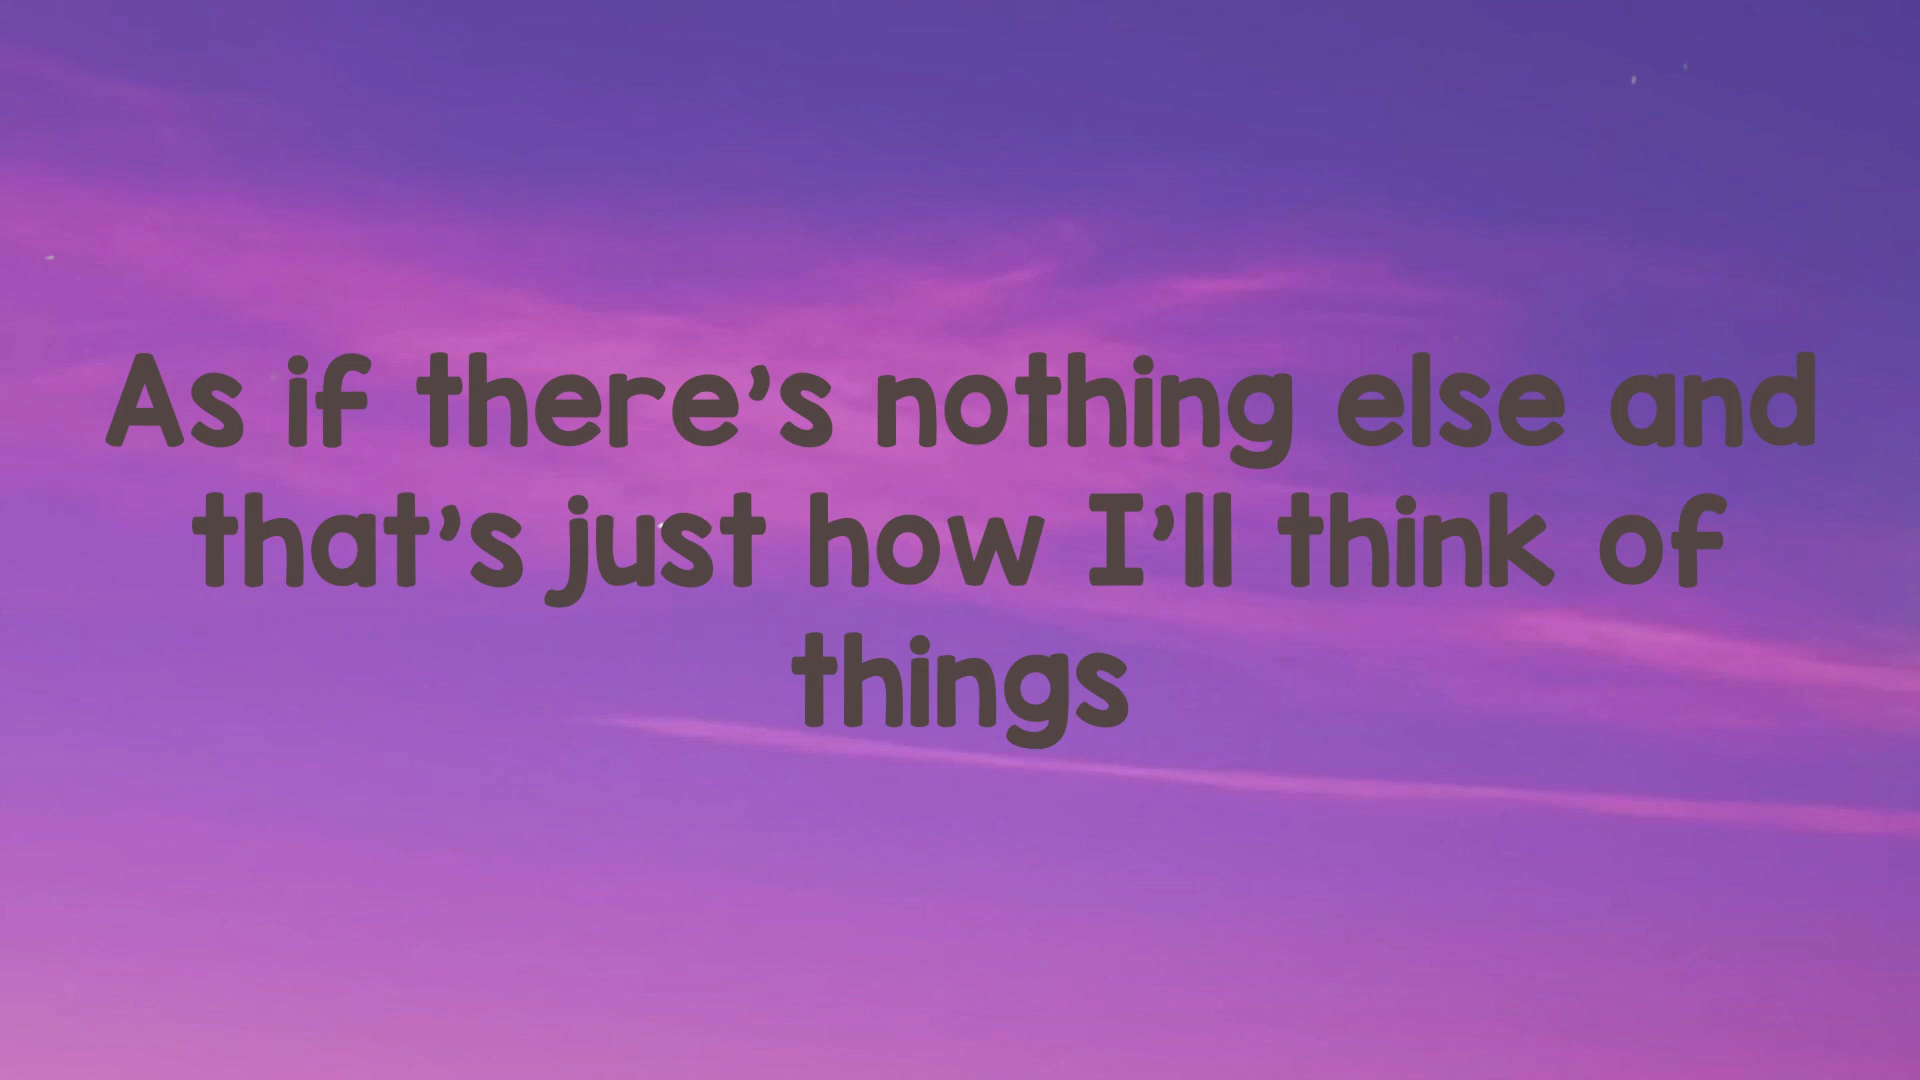 As if there's nothing else and
that's just how I'll think of
things